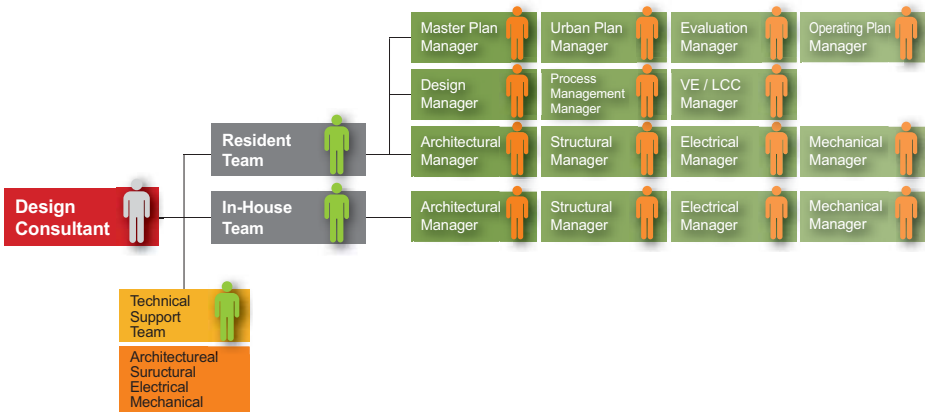 Master Plan
Manager
Urban Plan
Manager
Evaluation
Manager
Operating Plan
Manager
Design
Manager
Process
Management
Manager
VE / LCC
Manager
Resident
Team
Architectural
Manager
Structural
Manager
Electrical
Manager
Mechanical
Manager
Design
Consultant
In-House
Team
Architectural
Manager
Structural
Manager
Electrical
Manager
Mechanical
Manager
Technical
Support
Team
Architectureal
Suructural
Electrical
Mechanical